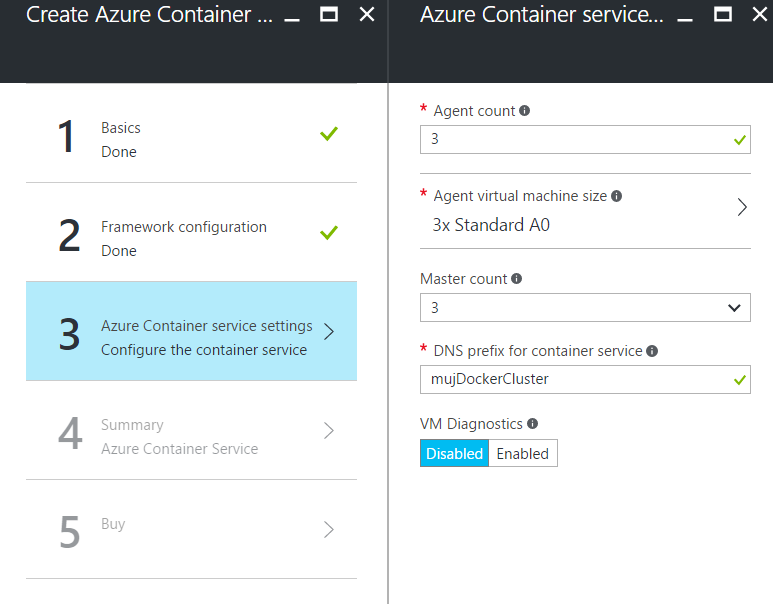 Create Azure Container ...
1
Basics
Done
2
Framework configuration
Done
3
Azure Container service settings
Configure the container service
4
Summary
Azure Container Service
5
Buy
Azure Container service...
* Agent count
3
* Agent virtual machine size
3x Standard A0
Master count
3
* DNS prefix for container service
mujDockerCluster
VM Diagnostics
Disabled Enabled